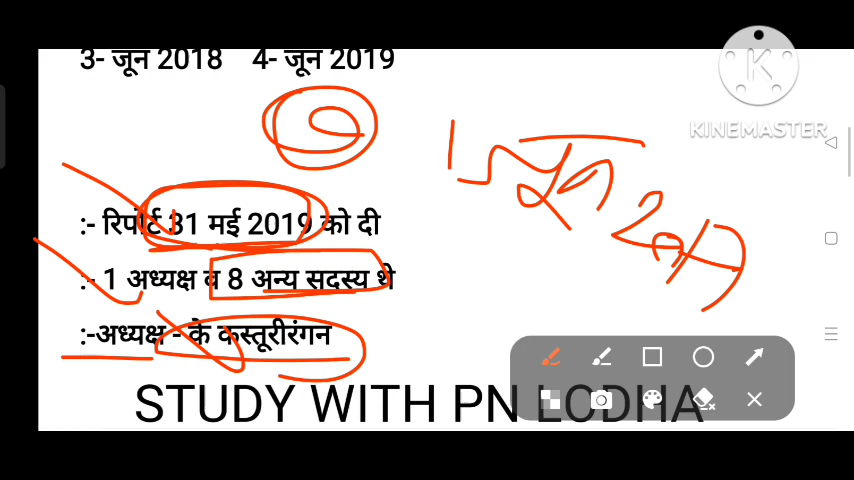 3- जून 2018 4- जून 2019
KINEMASTER
:- रिपोर्ट 31 मई 2019 को दी
:- 1 अध्यक्ष व 8 अन्य सदस्य थे
:-अध्यक्ष - के कस्तूरीरंगन
STUDY WITH PN LODHA